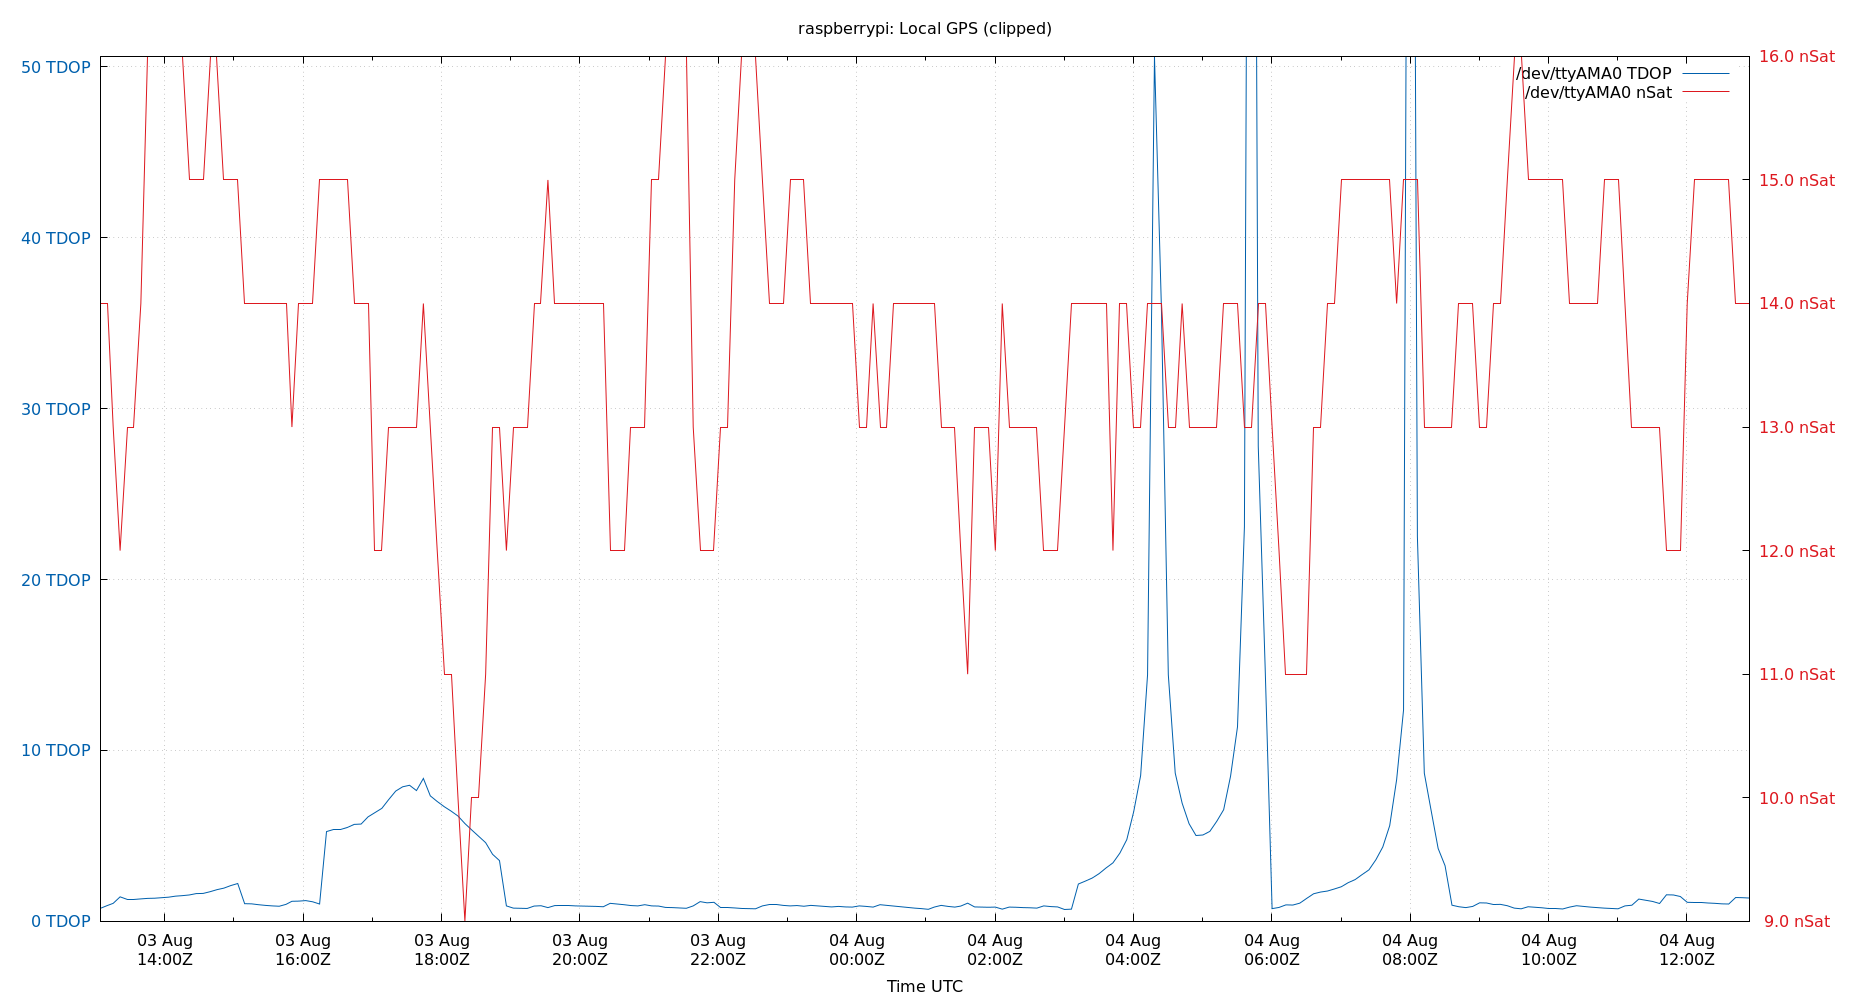 raspberrypi: Local GPS (clipped)
50 TDOP
40 TDOP
30 TDOP
20 TDOP
10 TDOP
0 TDOP
/dev/ttyAMA0 TDOP
/dev/ttyAMA0 nSat
16.0 nSat
15.0 nSat
14.0 nSat
13.0 nSat
12.0 nSat
11.0 nSat
10.0 nSat
9.0 nSat
03 Aug 03 Aug 03 Aug 03 Aug 03 Aug 04 Aug 04 Aug 04 Aug 04 Aug 04 Aug 04 Aug 04 Aug
14:00Z 16:00Z 18:00Z 20:00Z 22:00Z 00:00Z 02:00Z 04:00Z 06:00Z 08:00Z 10:00Z 12:00Z
Time UTC